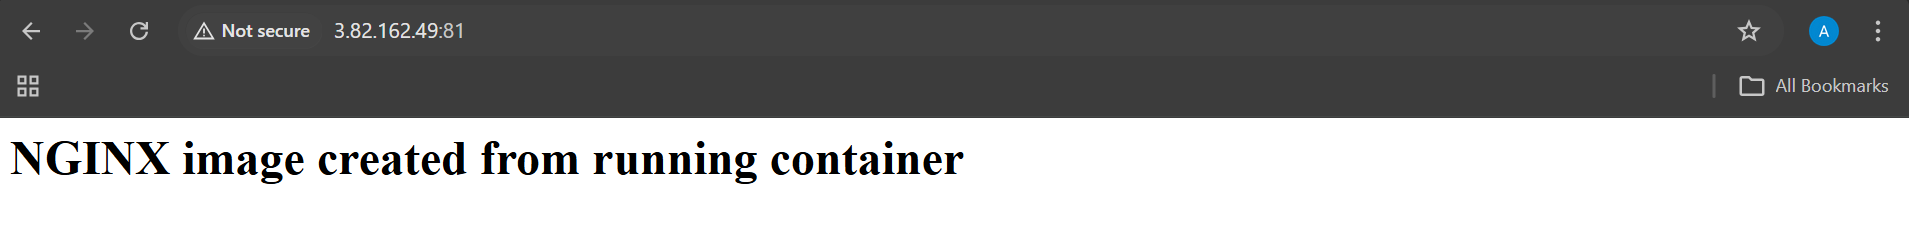 Not secure 3.82.162.49:81
A
All Bookmarks
NGINX image created from running container